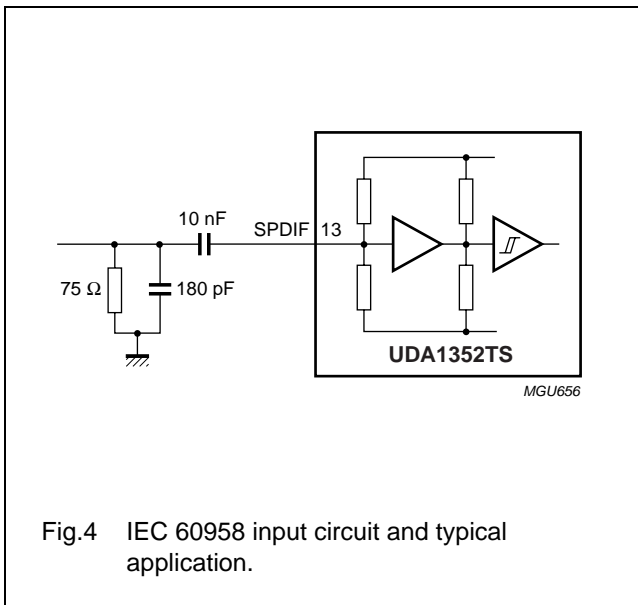 10 nF
SPDIF 13
75 Ω
180 pF
UDA1352TS
MGU656
Fig.4 IEC 60958 input circuit and typical
application.